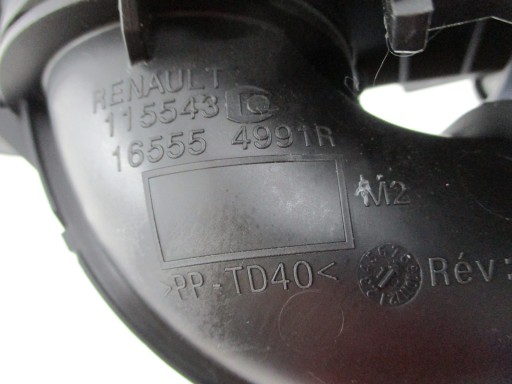 RENAULT
115543
16555 4991R
M2
>PP-TD40<
Rév: